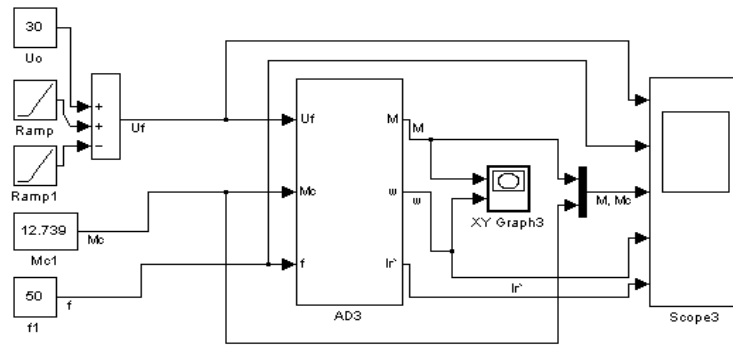 30
Uo
Ramp
Ramp1
+
+
−
Uf
12.739
Mc
Mc1
50
f
f1
Uf
Mc
f
M
w
Ir`
AD3
M
w
XY Graph3
M, Mc
Ir`
Scope3